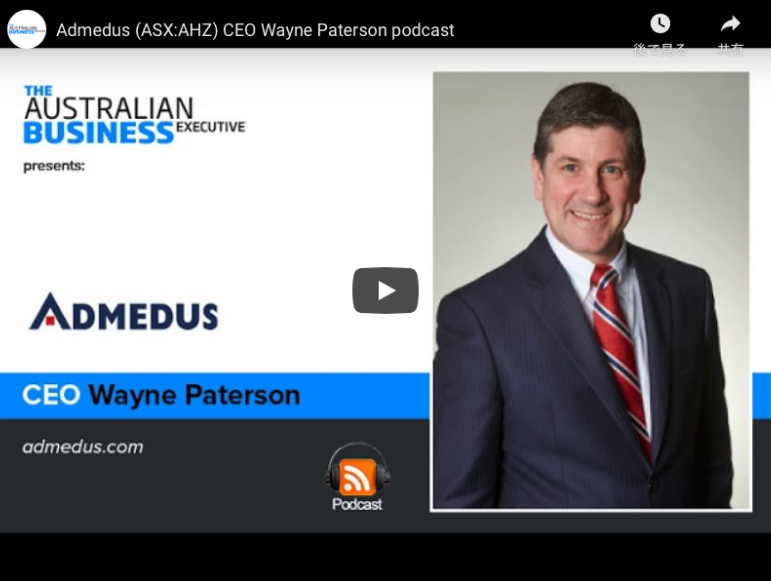 Admedus (ASX:AHZ) CEO Wayne Paterson podcast
後で見る
共有
THE
AUSTRALIAN
BUSINESS EXECUTIVE
presents:
ADMEDUS
CEO Wayne Paterson
admedus.com
Podcast